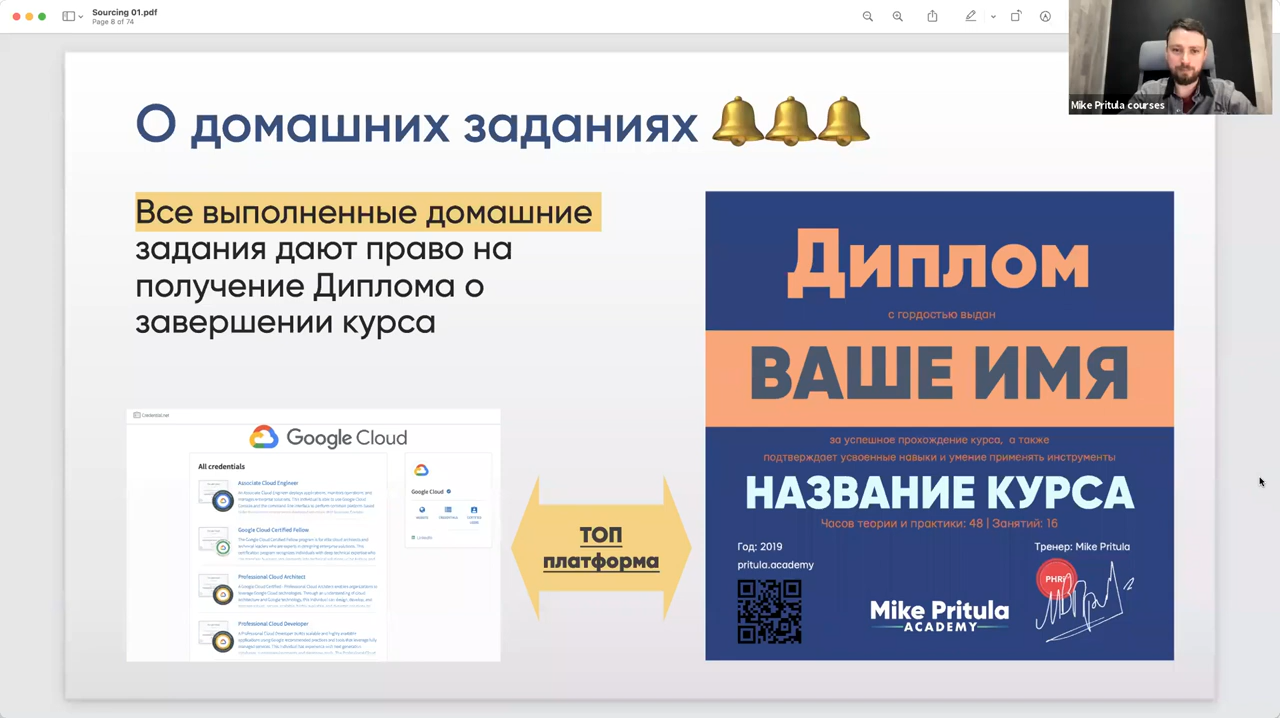 Sourcing 01.pdf
Page 8 of 74
Mike Pritula courses
О домашних заданиях
Все выполненные домашние
задания дают право на
получение Диплома о
завершении курса
Credential.net
Google Cloud
All credentials
Associate Cloud Engineer
Google Cloud Certified Fellow
Professional Cloud Architect
Professional Cloud Developer
Google Cloud
LinkedIn
ТОП
платформа
Диплом
с гордостью выдан
ВАШЕ ИМЯ
за успешное прохождение курса, а также
подтверждает усвоенные навыки и умение применять инструменты
НАЗВАНИЕ КУРСА
Часов теории и практики: 48 | Занятий: 16
Год: 2019
Тренер: Mike Pritula
pritula.academy
Mike Pritula
ACADEMY